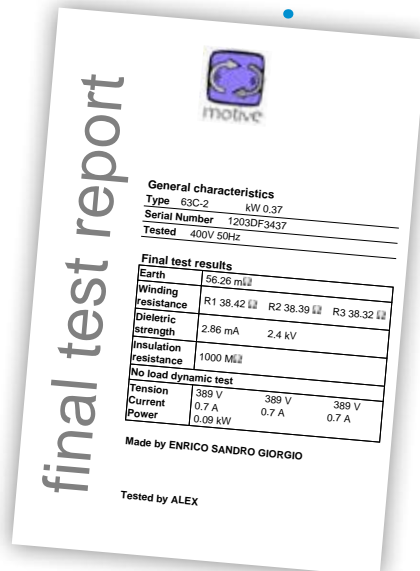 final test report
motive
General characteristics
Type 63C-2 kW 0.37
Serial Number 1203DF3437
Tested 400V 50Hz
Final test results
Earth 56.26 mΩ
Winding resistance R1 38.42 Ω R2 38.39 Ω R3 38.32 Ω
Dieletric strength 2.86 mA 2.4 kV
Insulation resistance 1000 MΩ
No load dynamic test
Tension 389 V 389 V 389 V
Current 0.7 A 0.7 A 0.7 A
Power 0.09 kW
Made by ENRICO SANDRO GIORGIO
Tested by ALEX